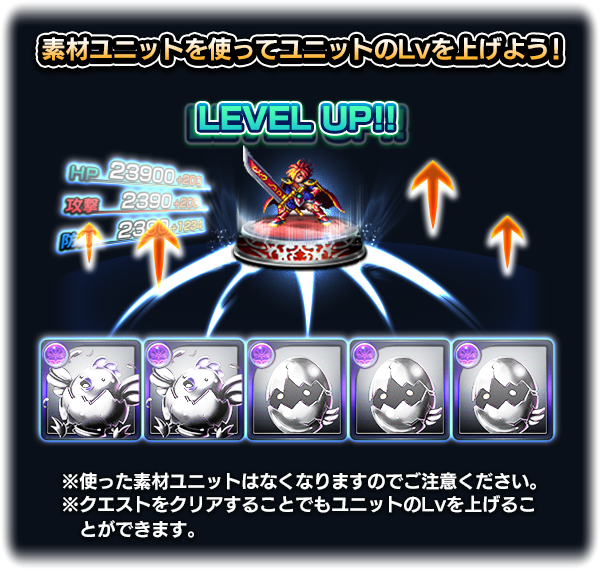 素材ユニットを使ってユニットのLvを上げよう!
LEVEL UP!!
HP 23900
攻撃 2390
※使った素材ユニットはなくなりますのでご注意ください。
※クエストをクリアすることでもユニットのLvを上げるこ
とができます。